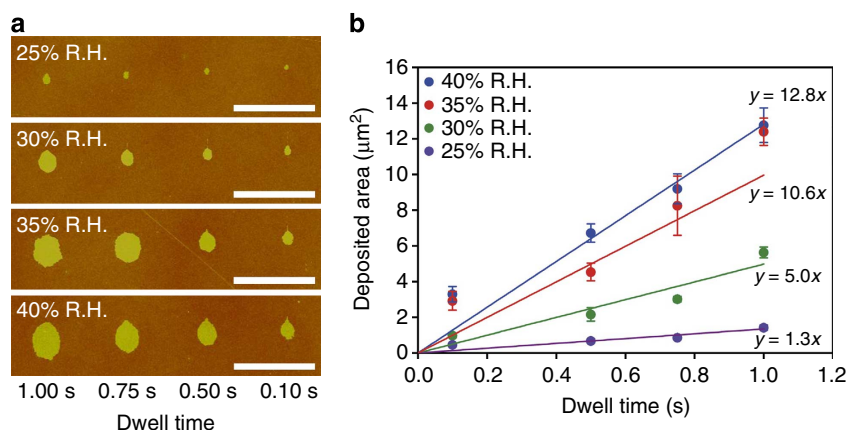 a
25% R.H.
30% R.H.
35% R.H.
40% R.H.
1.00 s 0.75 s 0.50 s 0.10 s
Dwell time
b
Deposited area (μm²)
16
14
12
10
8
6
4
2
0
40% R.H.
35% R.H.
30% R.H.
25% R.H.
y = 12.8x
y = 10.6x
y = 5.0x
y = 1.3x
0.0 0.2 0.4 0.6 0.8 1.0 1.2
Dwell time (s)